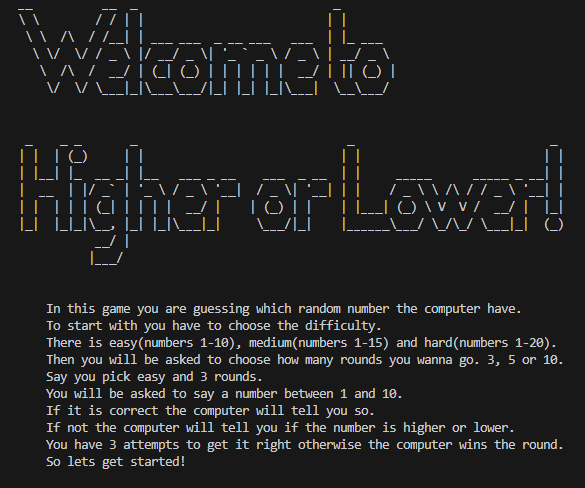 Welcome to
Higher or Lower!
In this game you are guessing which random number the computer have.
To start with you have to choose the difficulty.
There is easy(numbers 1-10), medium(numbers 1-15) and hard(numbers 1-20).
Then you will be asked to choose how many rounds you wanna go. 3, 5 or 10.
Say you pick easy and 3 rounds.
You will be asked to say a number between 1 and 10.
If it is correct the computer will tell you so.
If not the computer will tell you if the number is higher or lower.
You have 3 attempts to get it right otherwise the computer wins the round.
So lets get started!